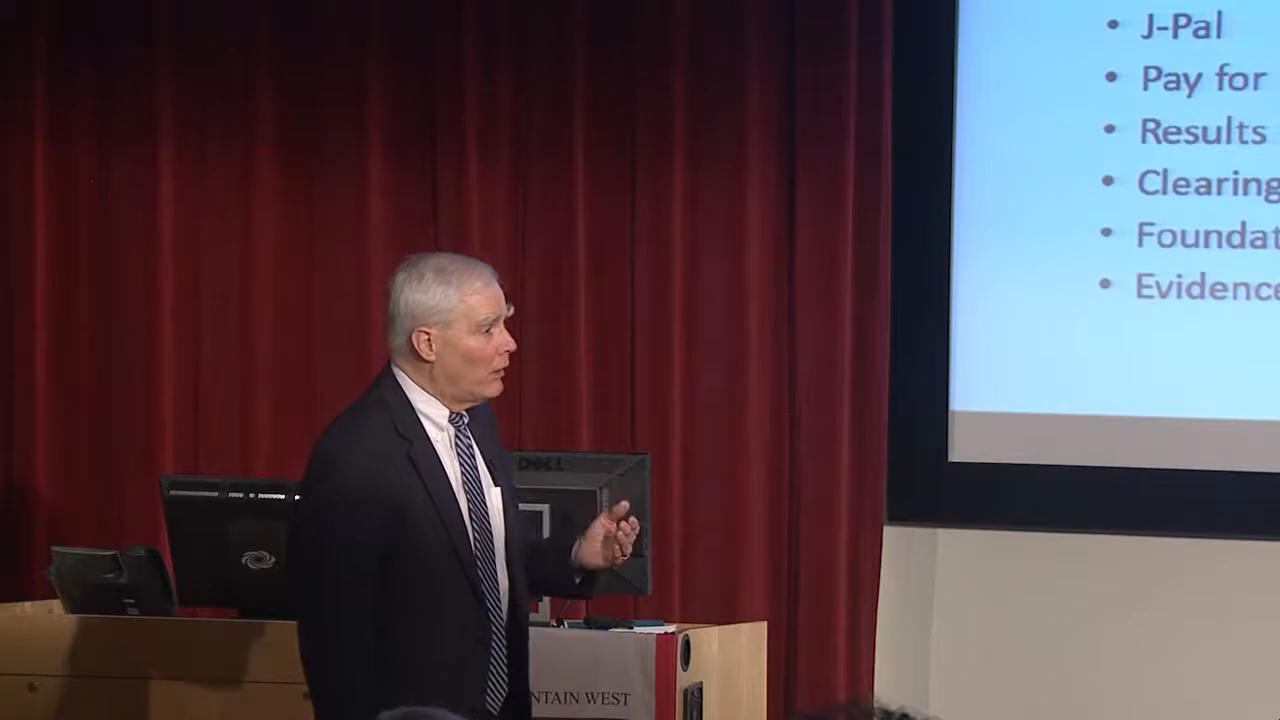 • J-Pal
• Pay for
• Results
• Clearing
• Foundat
• Evidence
DELL
NTAIN WEST